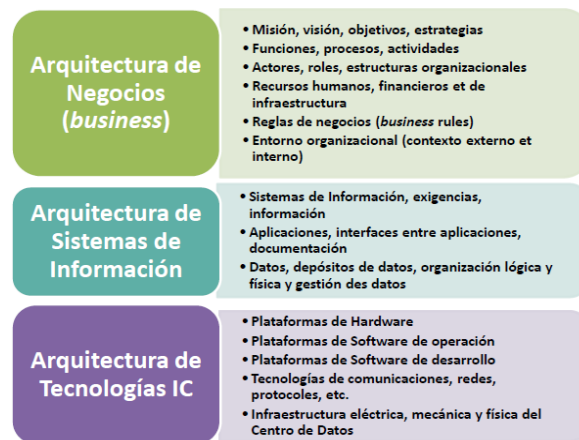 Arquitectura de
Negocios
(business)
• Misión, visión, objetivos, estrategias
• Funciones, procesos, actividades
• Actores, roles, estructuras organizacionales
• Recursos humanos, financieros et de
infraestructura
• Reglas de negocios (business rules)
• Entorno organizacional (contexto externo et
interno)
Arquitectura de
Sistemas de
Información
• Sistemas de Información, exigencias,
información
• Aplicaciones, interfaces entre aplicaciones,
documentación
• Datos, depósitos de datos, organización lógica y
física y gestión des datos
Arquitectura de
Tecnologías IC
• Plataformas de Hardware
• Plataformas de Software de operación
• Plataformas de Software de desarrollo
• Tecnologías de comunicaciones, redes,
protocoles, etc.
• Infraestructura eléctrica, mecánica y física del
Centro de Datos